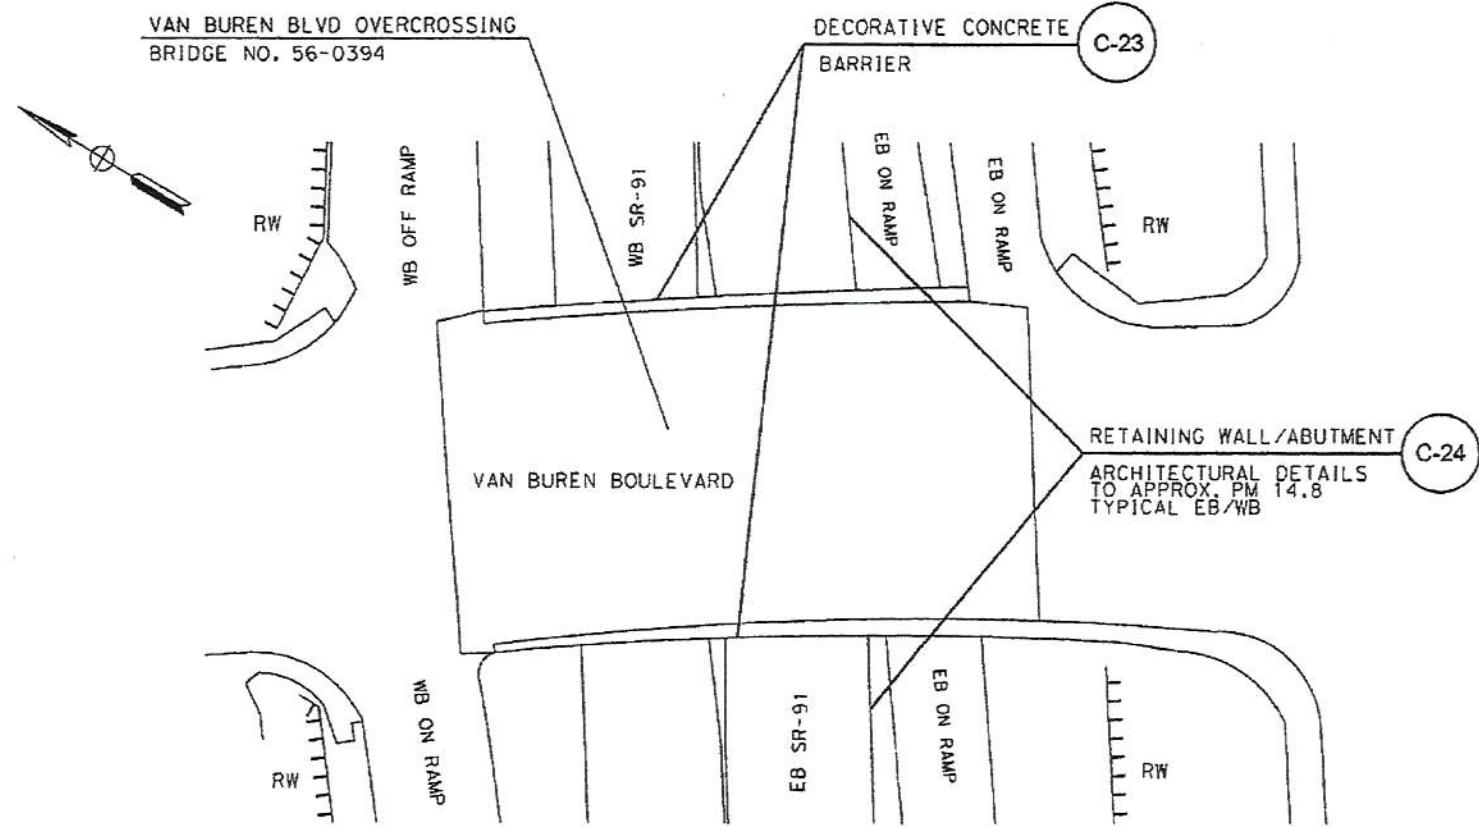 VAN BUREN BLVD OVERCROSSING
BRIDGE NO. 56-0394
DECORATIVE CONCRETE
BARRIER
C-23
RW
WB OFF RAMP
WB SR-91
EB ON RAMP
EB ON RAMP
RW
VAN BUREN BOULEVARD
RETAINING WALL/ABUTMENT
C-24
ARCHITECTURAL DETAILS
TO APPROX. PM 14.8
TYPICAL EB/WB
RW
WB ON RAMP
EB SR-91
EB ON RAMP
RW